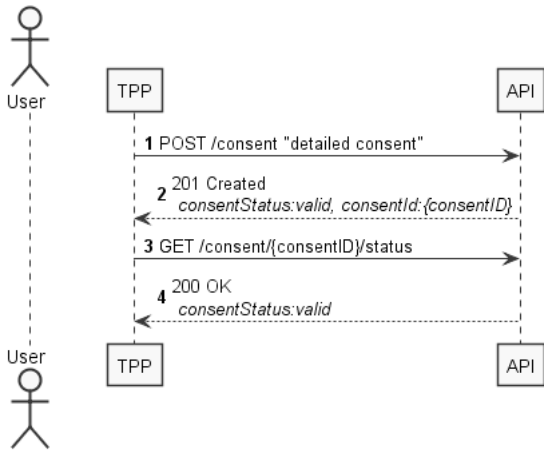 User
TPP
API
1 POST /consent "detailed consent"
2 201 Created
consentStatus:valid, consentId:{consentID}
3 GET /consent/{consentID}/status
4 200 OK
consentStatus:valid
User
TPP
API